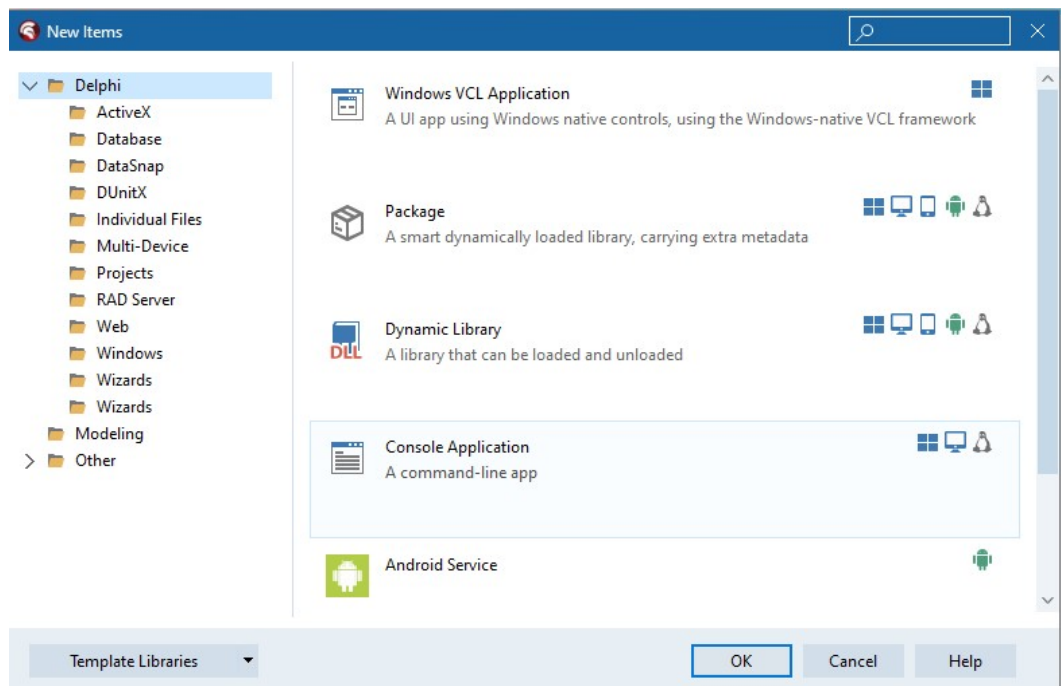 New Items
Delphi
ActiveX
Database
DataSnap
DUnitX
Individual Files
Multi-Device
Projects
RAD Server
Web
Windows
Wizards
Wizards
Modeling
Other
Windows VCL Application
A UI app using Windows native controls, using the Windows-native VCL framework
Package
A smart dynamically loaded library, carrying extra metadata
DLL
Dynamic Library
A library that can be loaded and unloaded
Console Application
A command-line app
Android Service
Template Libraries
OK
Cancel
Help